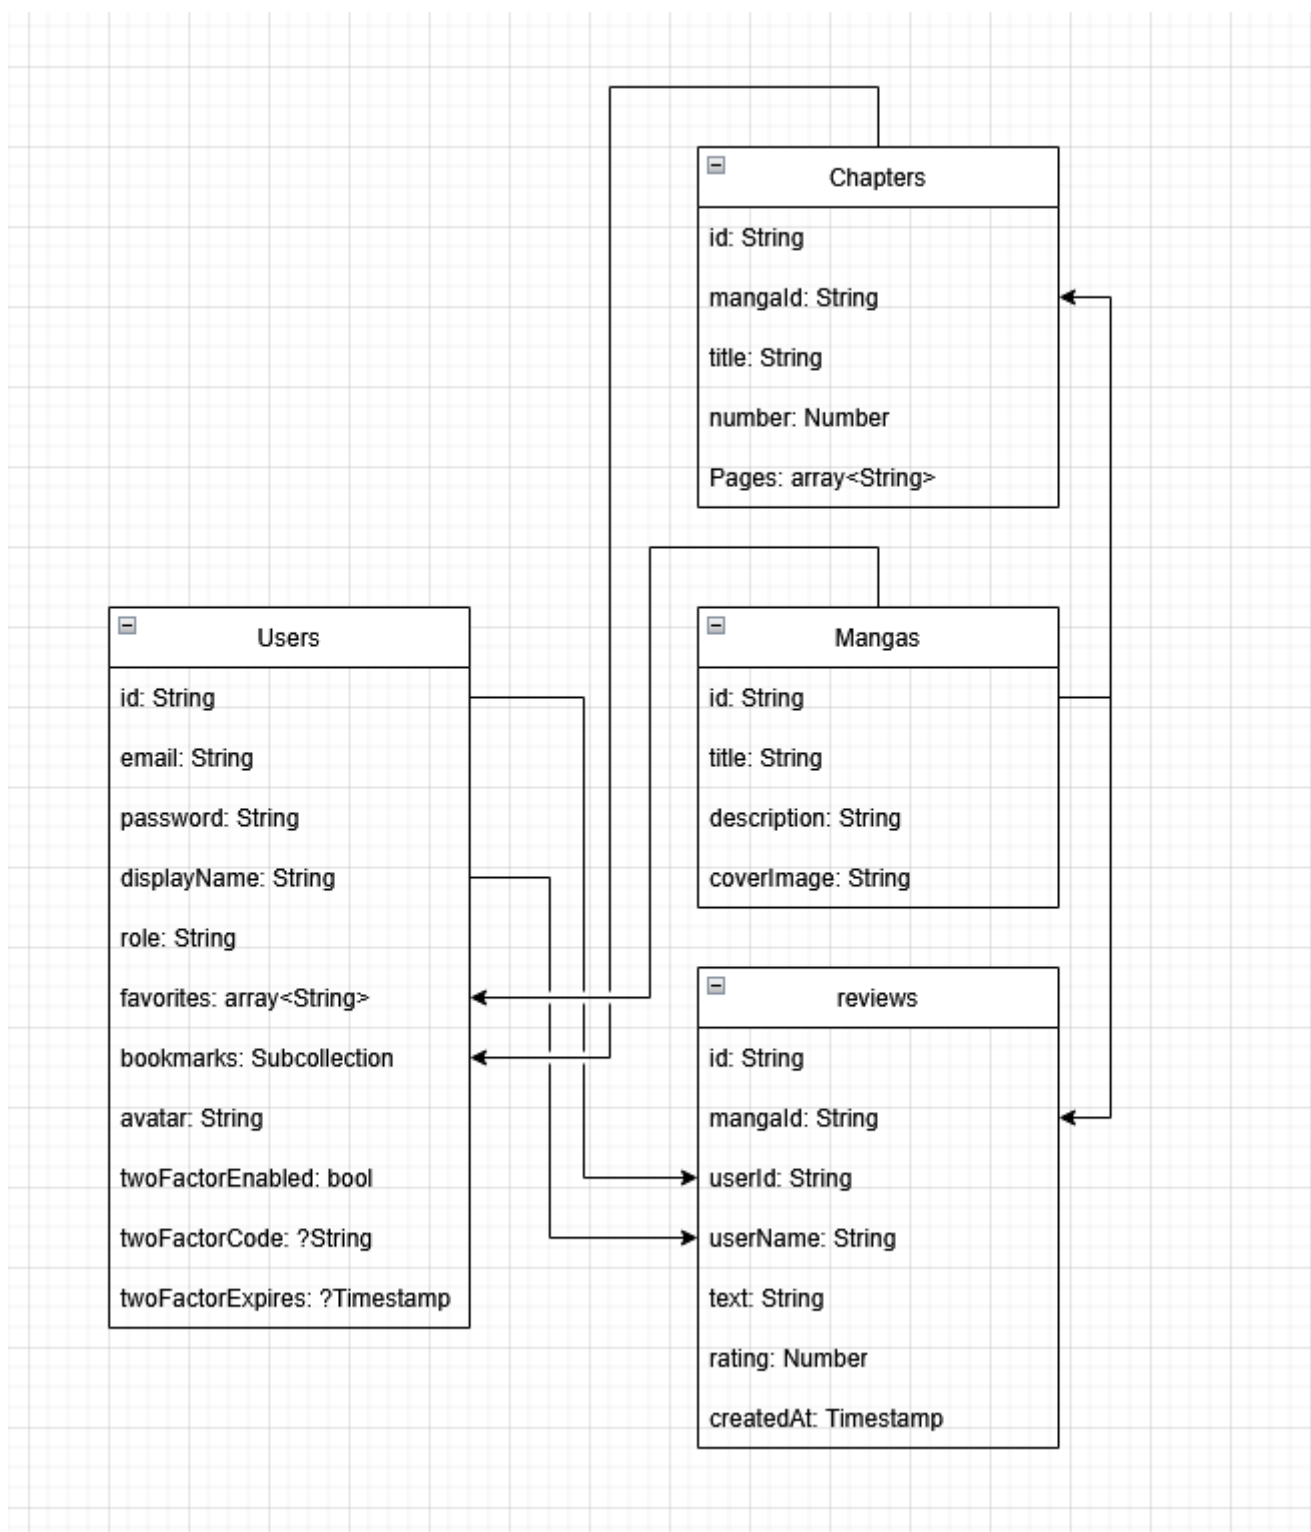 Chapters
id: String
mangaId: String
title: String
number: Number
Pages: array<String>
Users
id: String
email: String
password: String
displayName: String
role: String
favorites: array<String>
bookmarks: Subcollection
avatar: String
twoFactorEnabled: bool
twoFactorCode: ?String
twoFactorExpires: ?Timestamp
Mangas
id: String
title: String
description: String
coverImage: String
reviews
id: String
mangaId: String
userId: String
userName: String
text: String
rating: Number
createdAt: Timestamp